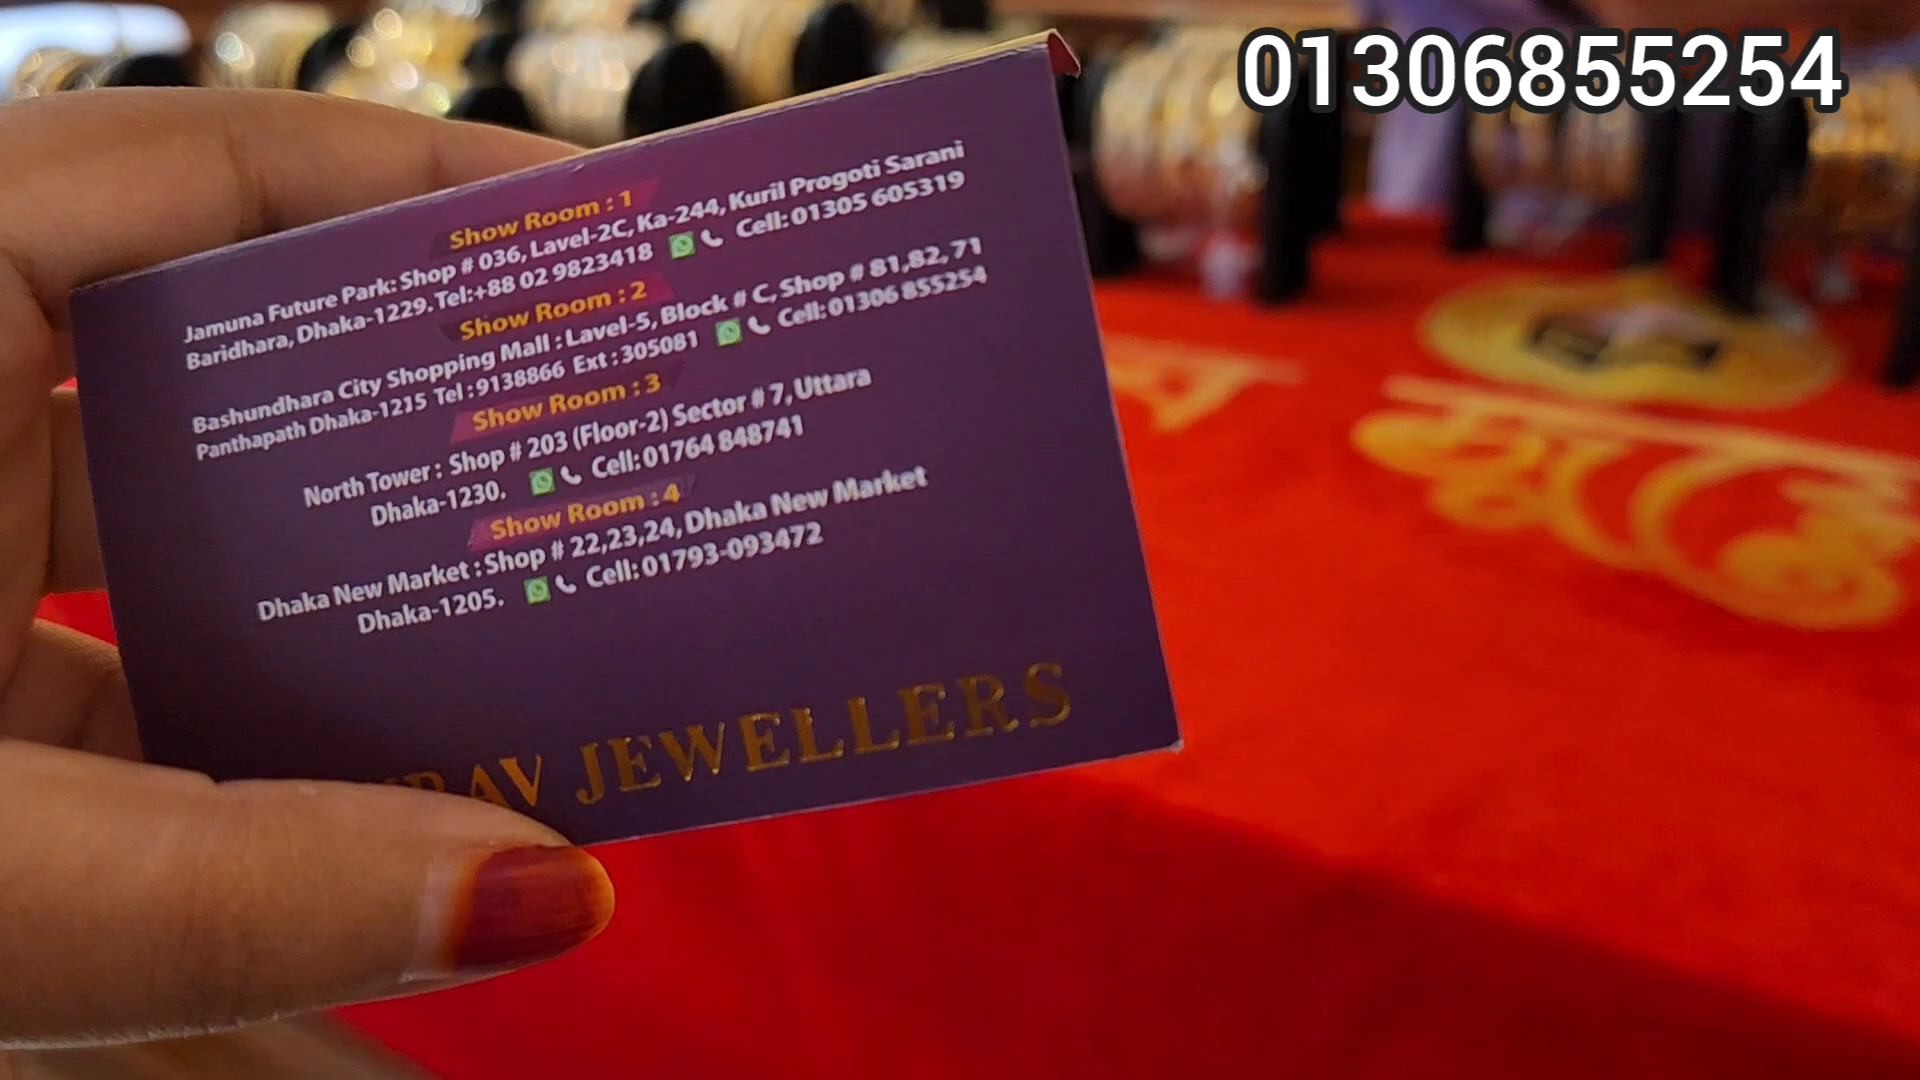 01306855254
Show Room : 1
Jamuna Future Park: Shop # 036, Lavel-2C, Ka-244, Kuril Progoti Sarani
Baridhara, Dhaka-1229. Tel:+88 02 9823418 Cell: 01305 605319
Show Room : 2
Bashundhara City Shopping Mall : Lavel-5, Block # C, Shop # 81,82,71
Panthapath Dhaka-1215 Tel :9138866 Ext : 305081 Cell: 01306 855254
Show Room : 3
North Tower : Shop # 203 (Floor-2) Sector # 7, Uttara
Dhaka-1230. Cell: 01764 848741
Show Room : 4
Dhaka New Market : Shop # 22,23,24, Dhaka New Market
Dhaka-1205. Cell: 01793-093472
JEWELLERS